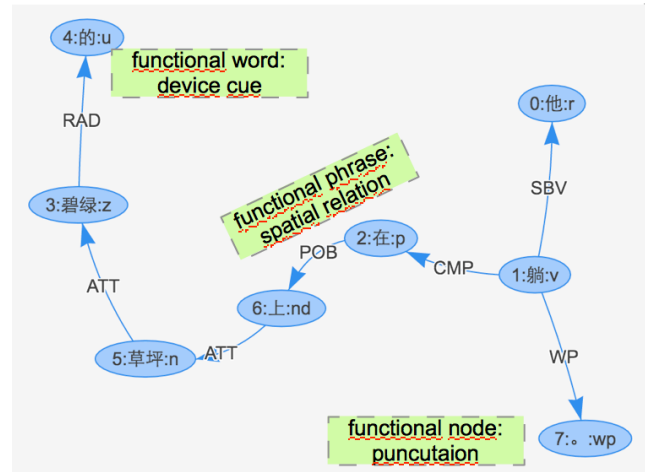 4:的:u
functional word:
device cue
0:他:r
RAD
SBV
functional phrase:
spatial relation
3:碧绿:z
2:在:p
POB
CMP
1:躺:v
ATT
6:上:nd
ATT
5:草坪:n
WP
functional node:
puncutaion
7:。:wp